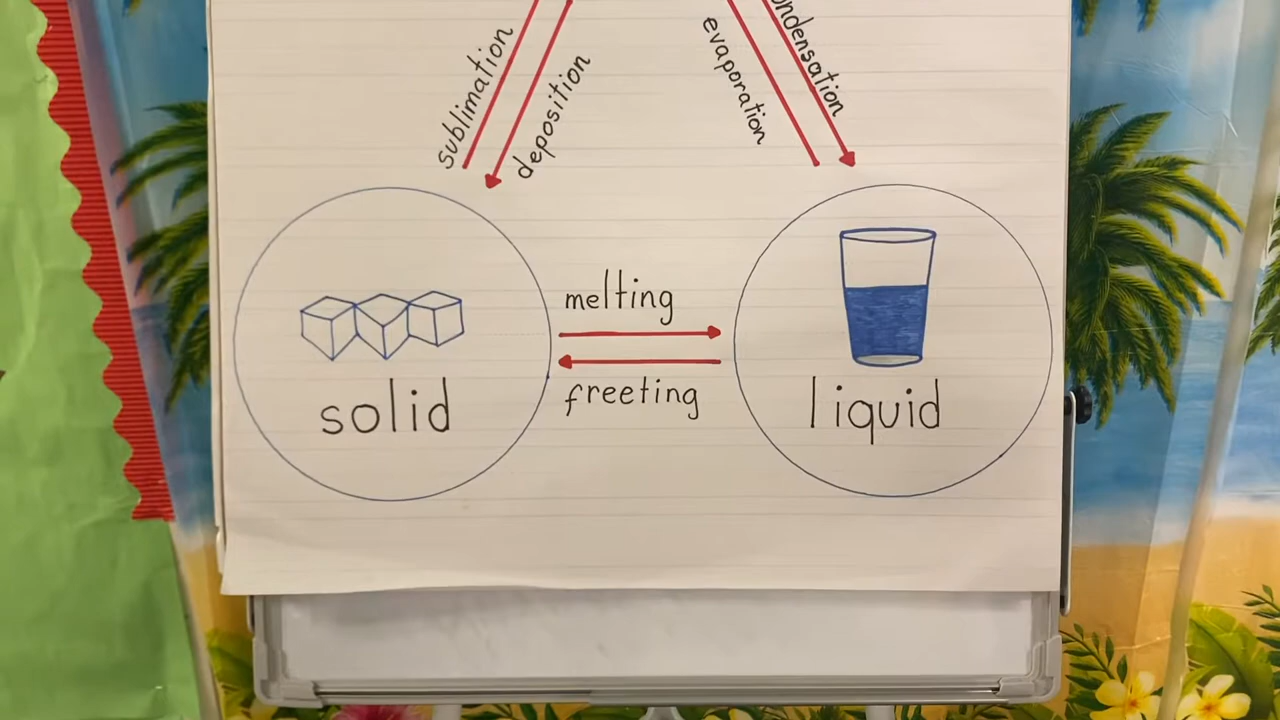 sublimation
deposition
evaporation
ondensation
melting
freeting
solid
liquid